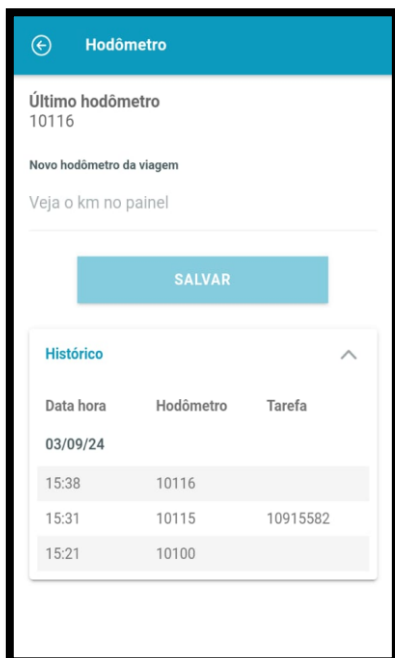 Hodômetro
Último hodômetro
10116
Novo hodômetro da viagem
Veja o km no painel
SALVAR
Histórico
Data hora Hodômetro Tarefa
03/09/24
15:38 10116
15:31 10115 10915582
15:21 10100